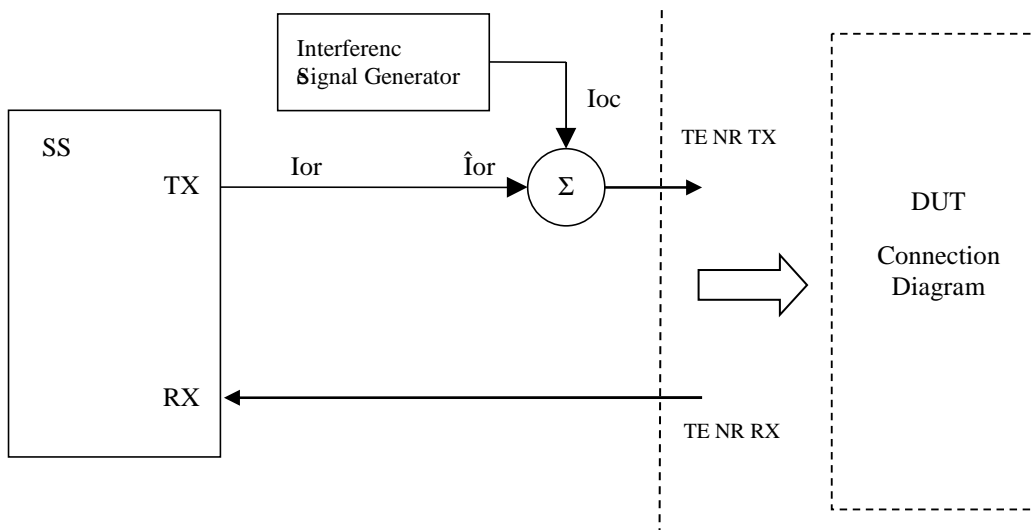 Interferenc
e
Signal Generator
Ioc
SS
TE NR TX
Ior
Îor
TX
Σ
DUT
Connection
Diagram
RX
TE NR RX